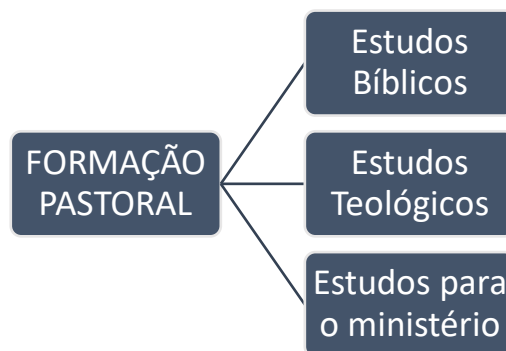 FORMAÇÃO
PASTORAL
Estudos
Bíblicos
Estudos
Teológicos
Estudos para
o ministério